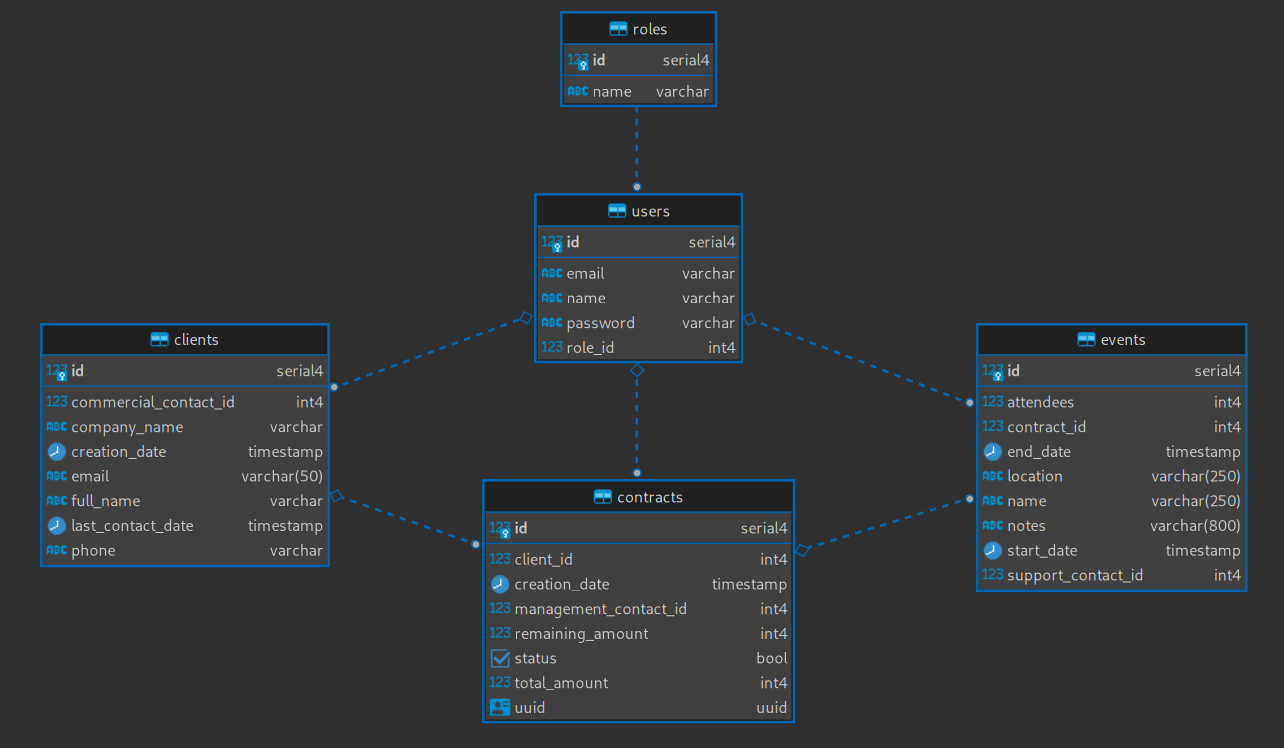 roles
123 id serial4
ABC name varchar
users
123 id serial4
ABC email varchar
ABC name varchar
ABC password varchar
123 role_id int4
clients
123 id serial4
123 commercial_contact_id int4
ABC company_name varchar
creation_date timestamp
ABC email varchar(50)
ABC full_name varchar
last_contact_date timestamp
ABC phone varchar
events
123 id serial4
123 attendees int4
123 contract_id int4
end_date timestamp
ABC location varchar(250)
ABC name varchar(250)
ABC notes varchar(800)
start_date timestamp
123 support_contact_id int4
contracts
123 id serial4
123 client_id int4
creation_date timestamp
123 management_contact_id int4
123 remaining_amount int4
status bool
123 total_amount int4
uuid uuid